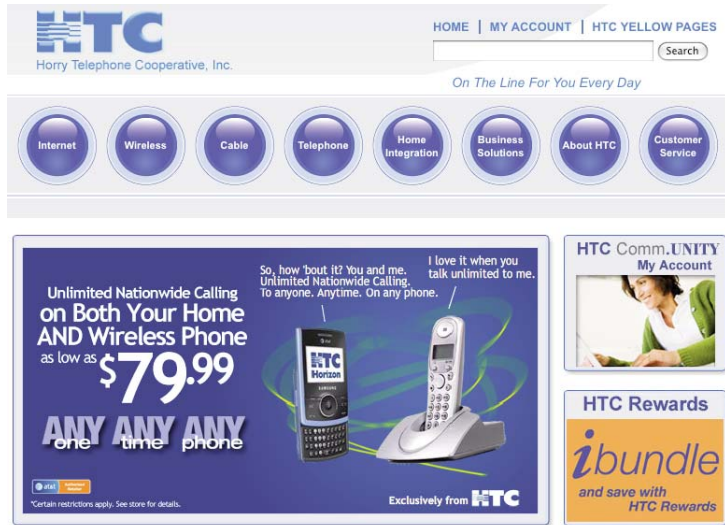 HTC
Horry Telephone Cooperative, Inc.
HOME | MY ACCOUNT | HTC YELLOW PAGES
Search
On The Line For You Every Day
Internet
Wireless
Cable
Telephone
Home
Integration
Business
Solutions
About HTC
Customer
Service
Unlimited Nationwide Calling
on Both Your Home
AND Wireless Phone
as low as $79.99
ANY ANY ANY
one time phone
at&t
*Certain restrictions apply. See store for details.
So, how 'bout it? You and me.
Unlimited Nationwide Calling.
To anyone. Anytime. On any phone.
I love it when you
talk unlimited to me.
at&t
HTC
Horizon
SAMSUNG
Exclusively from HTC
HTC Comm.UNITY
My Account
HTC Rewards
ibundle
and save with
HTC Rewards